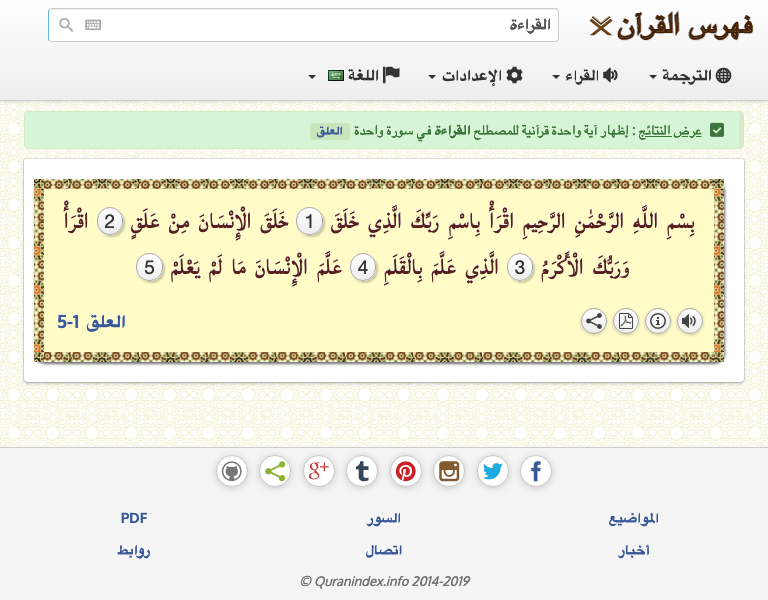 فهرس القرآن
القراءة
الترجمة القراء الإعدادات اللغة
عرض النتائج : إظهار آية واحدة قرآنية للمصطلح القراءة في سورة واحدة العلق
بِسْمِ اللَّهِ الرَّحْمَٰنِ الرَّحِيمِ اقْرَأْ بِاسْمِ رَبِّكَ الَّذِي خَلَقَ 1 خَلَقَ الْإِنْسَانَ مِنْ عَلَقٍ 2 اقْرَأْ
وَرَبُّكَ الْأَكْرَمُ 3 الَّذِي عَلَّمَ بِالْقَلَمِ 4 عَلَّمَ الْإِنْسَانَ مَا لَمْ يَعْلَمْ 5
العلق 1-5
المواضيع السور PDF
أخبار اتصال روابط
© Quranindex.info 2014-2019